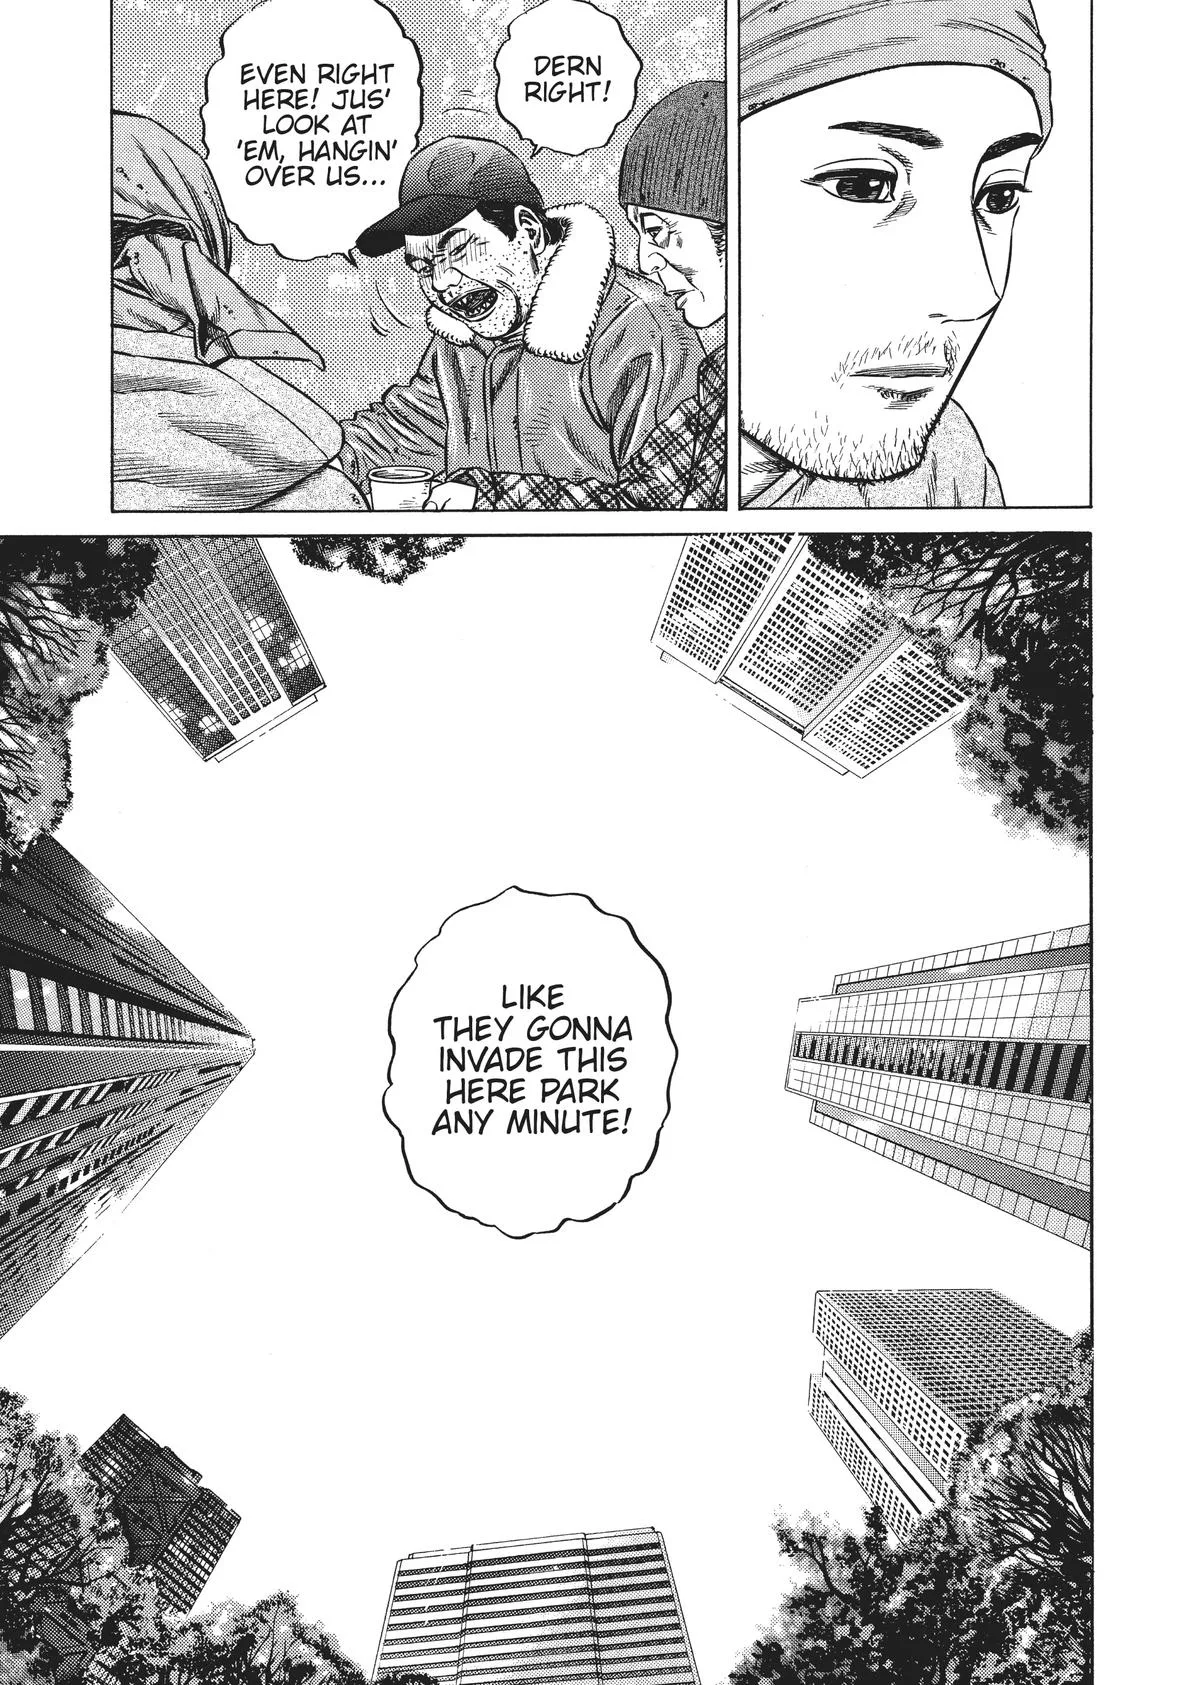 DERN
RIGHT!
EVEN RIGHT
HERE! JUS'
LOOK AT
'EM, HANGIN'
OVER US...
LIKE
THEY GONNA
INVADE THIS
HERE PARK
ANY MINUTE!